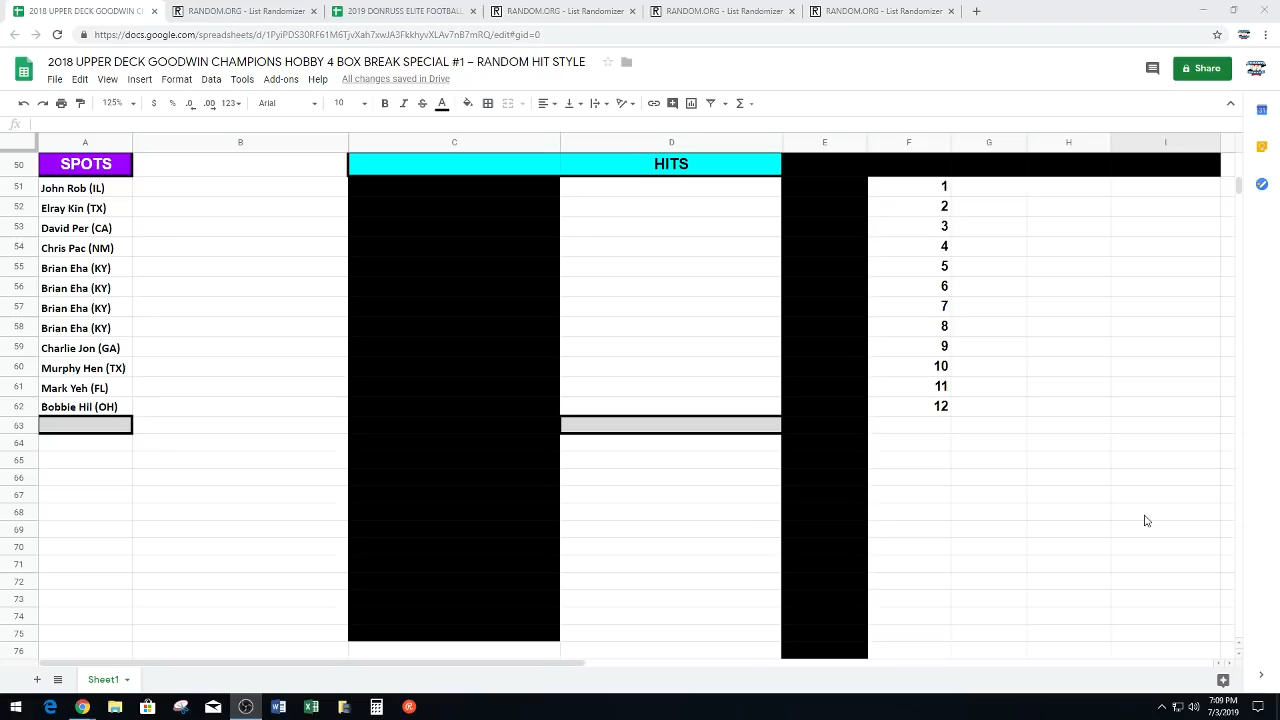 2018 UPPER DECK GOODWIN C
RANDOM.ORG - List Randomizer
2019 DONRUSS ELITE FOOTBALL
RANDOM.ORG - List Randomizer
RANDOM.ORG - List Randomizer
RANDOM.ORG - List Randomizer
https://docs.google.com/spreadsheets/d/1PyiPDS30RF61M6TjvXah7xwJA3FkkhyvXLAv7nB7mRQ/edit#gid=0
2018 UPPER DECK GOODWIN CHAMPIONS HOBBY 4 BOX BREAK SPECIAL #1 – RANDOM HIT STYLE
File Edit View Insert Format Data Tools Add-ons Help All changes saved in Drive
Share
125% $ % .0 .00 123 Arial 10 B I S A
fx
A B C D E F G H I
50 SPOTS HITS
51 John Rob (IL) 1
52 Elray Kin (TX) 2
53 David Per (CA) 3
54 Chris Pac (NM) 4
55 Brian Eha (KY) 5
56 Brian Eha (KY) 6
57 Brian Eha (KY) 7
58 Brian Eha (KY) 8
59 Charlie Jon (GA) 9
60 Murphy Hen (TX) 10
61 Mark Yeh (FL) 11
62 Bobbie Hil (OH) 12
63
64
65
66
67
68
69
70
71
72
73
74
75
76
Sheet1
7:09 PM
7/3/2019